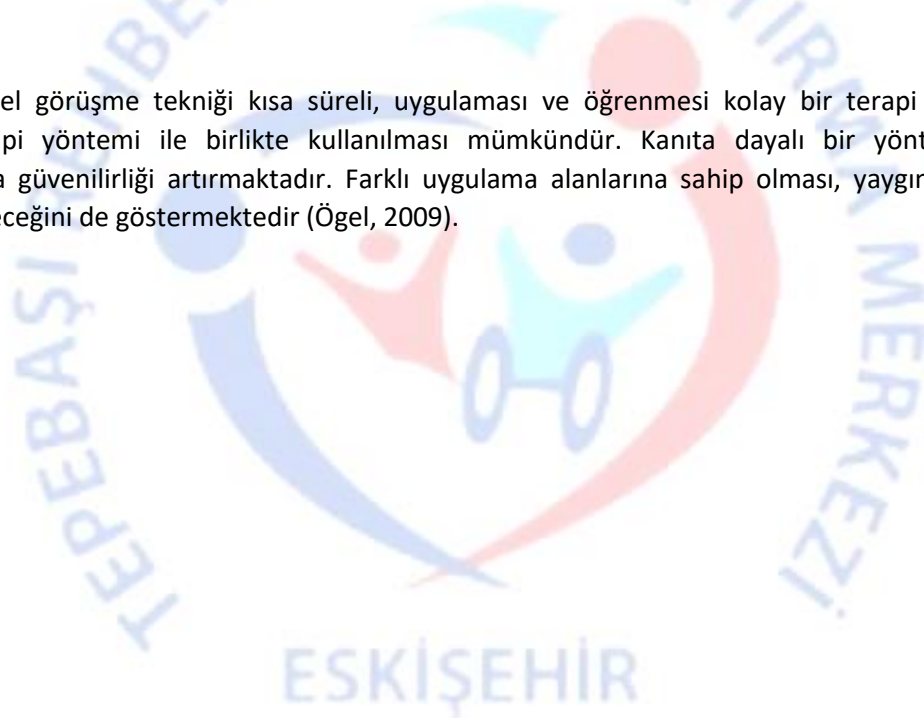 el görüşme tekniği kısa süreli, uygulaması ve öğrenmesi kolay bir terapi
pi yöntemi ile birlikte kullanılması mümkündür. Kanıta dayalı bir yönt
a güvenilirliği artırmaktadır. Farklı uygulama alanlarına sahip olması, yaygın
eceğini de göstermektedir (Ögel, 2009).
TEPEBAŞI REHBE
TIRMA MERKEZİ
ESKİŞEHİR